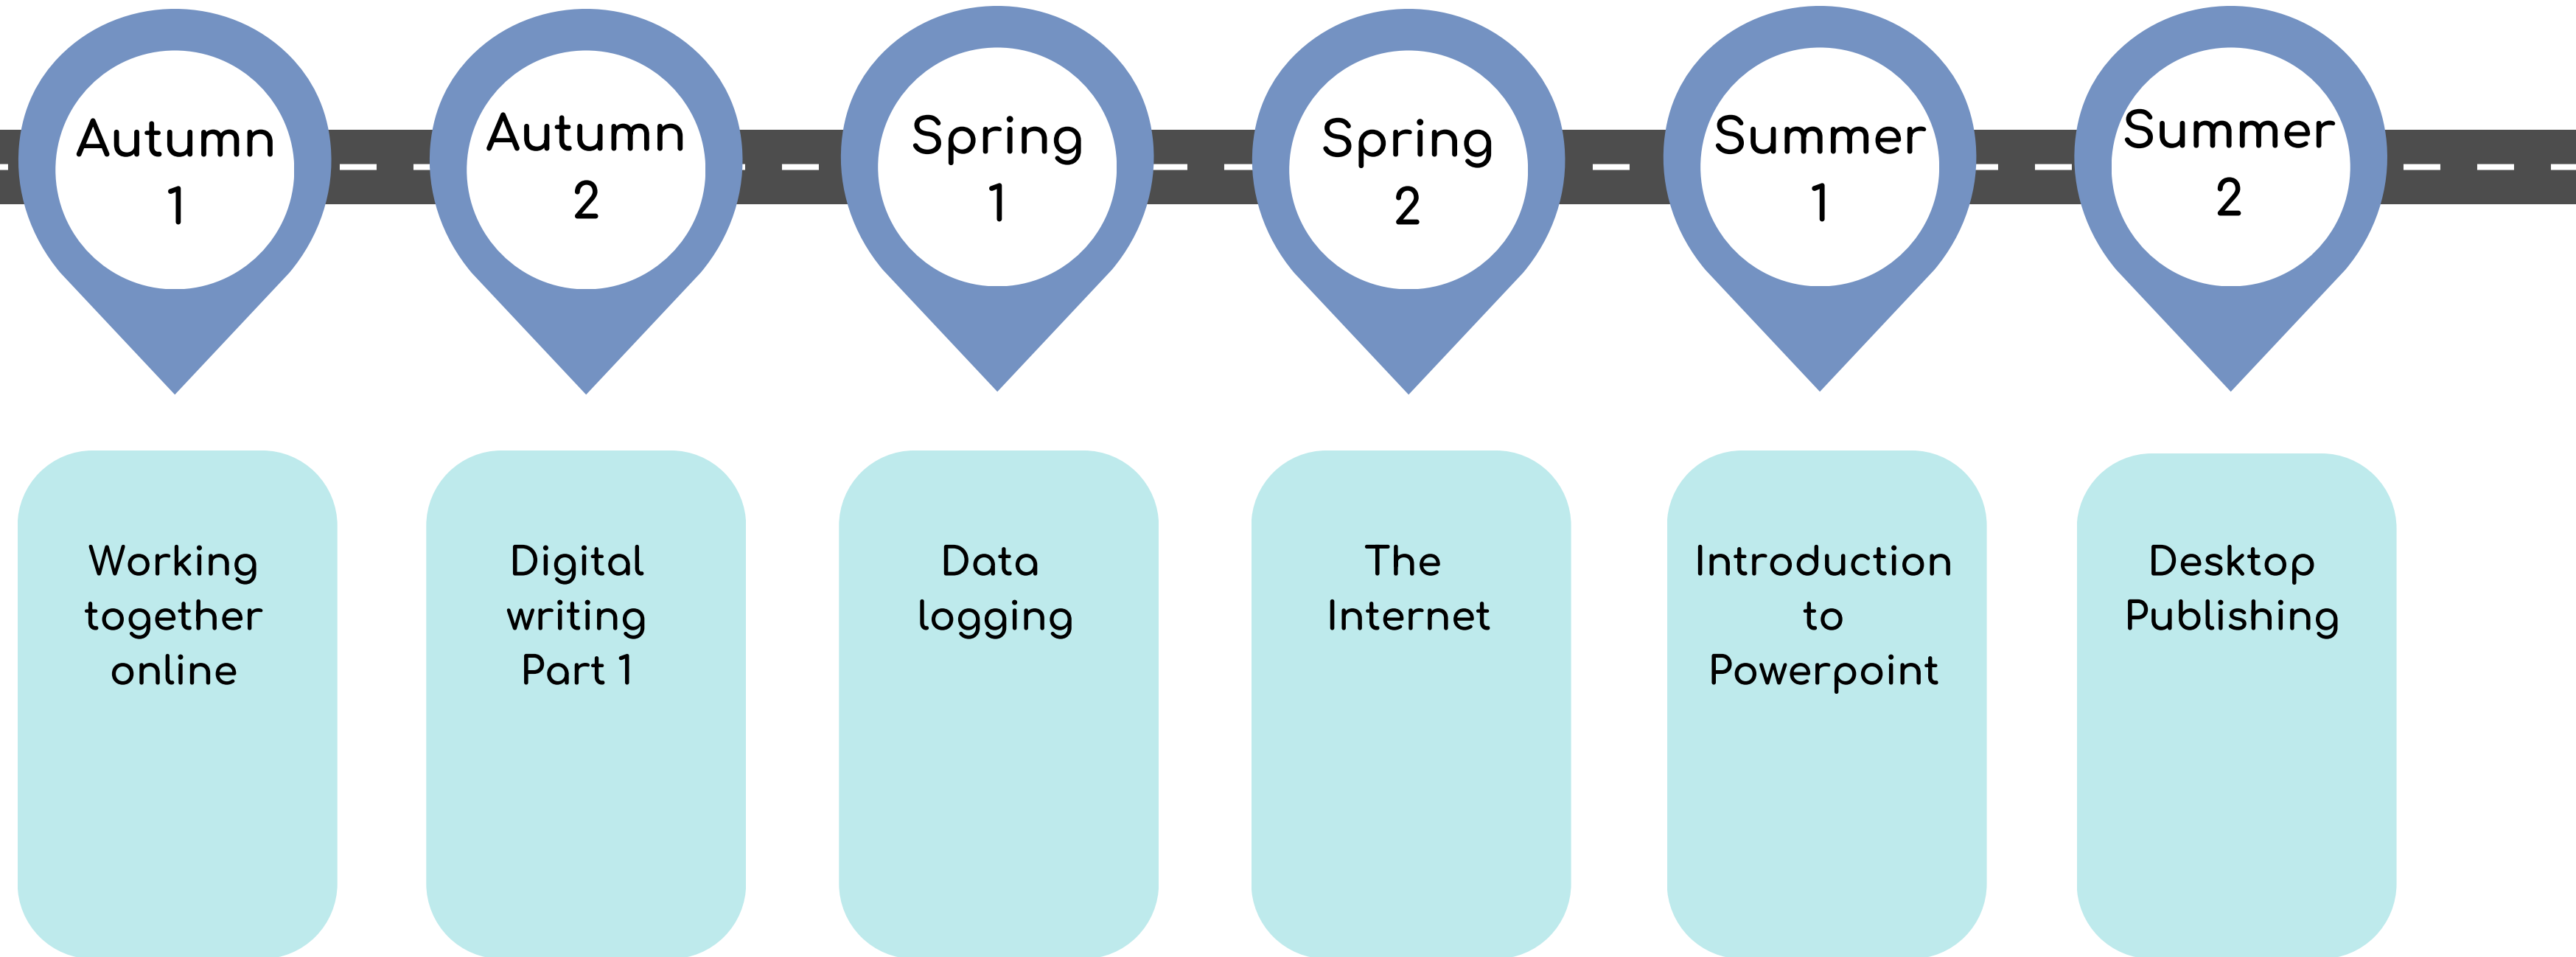 Autumn
1
Autumn
2
Spring
1
Spring
2
Summer
1
Summer
2
Working
together
online
Digital
writing
Part 1
Data
logging
The
Internet
Introduction
to
Powerpoint
Desktop
Publishing